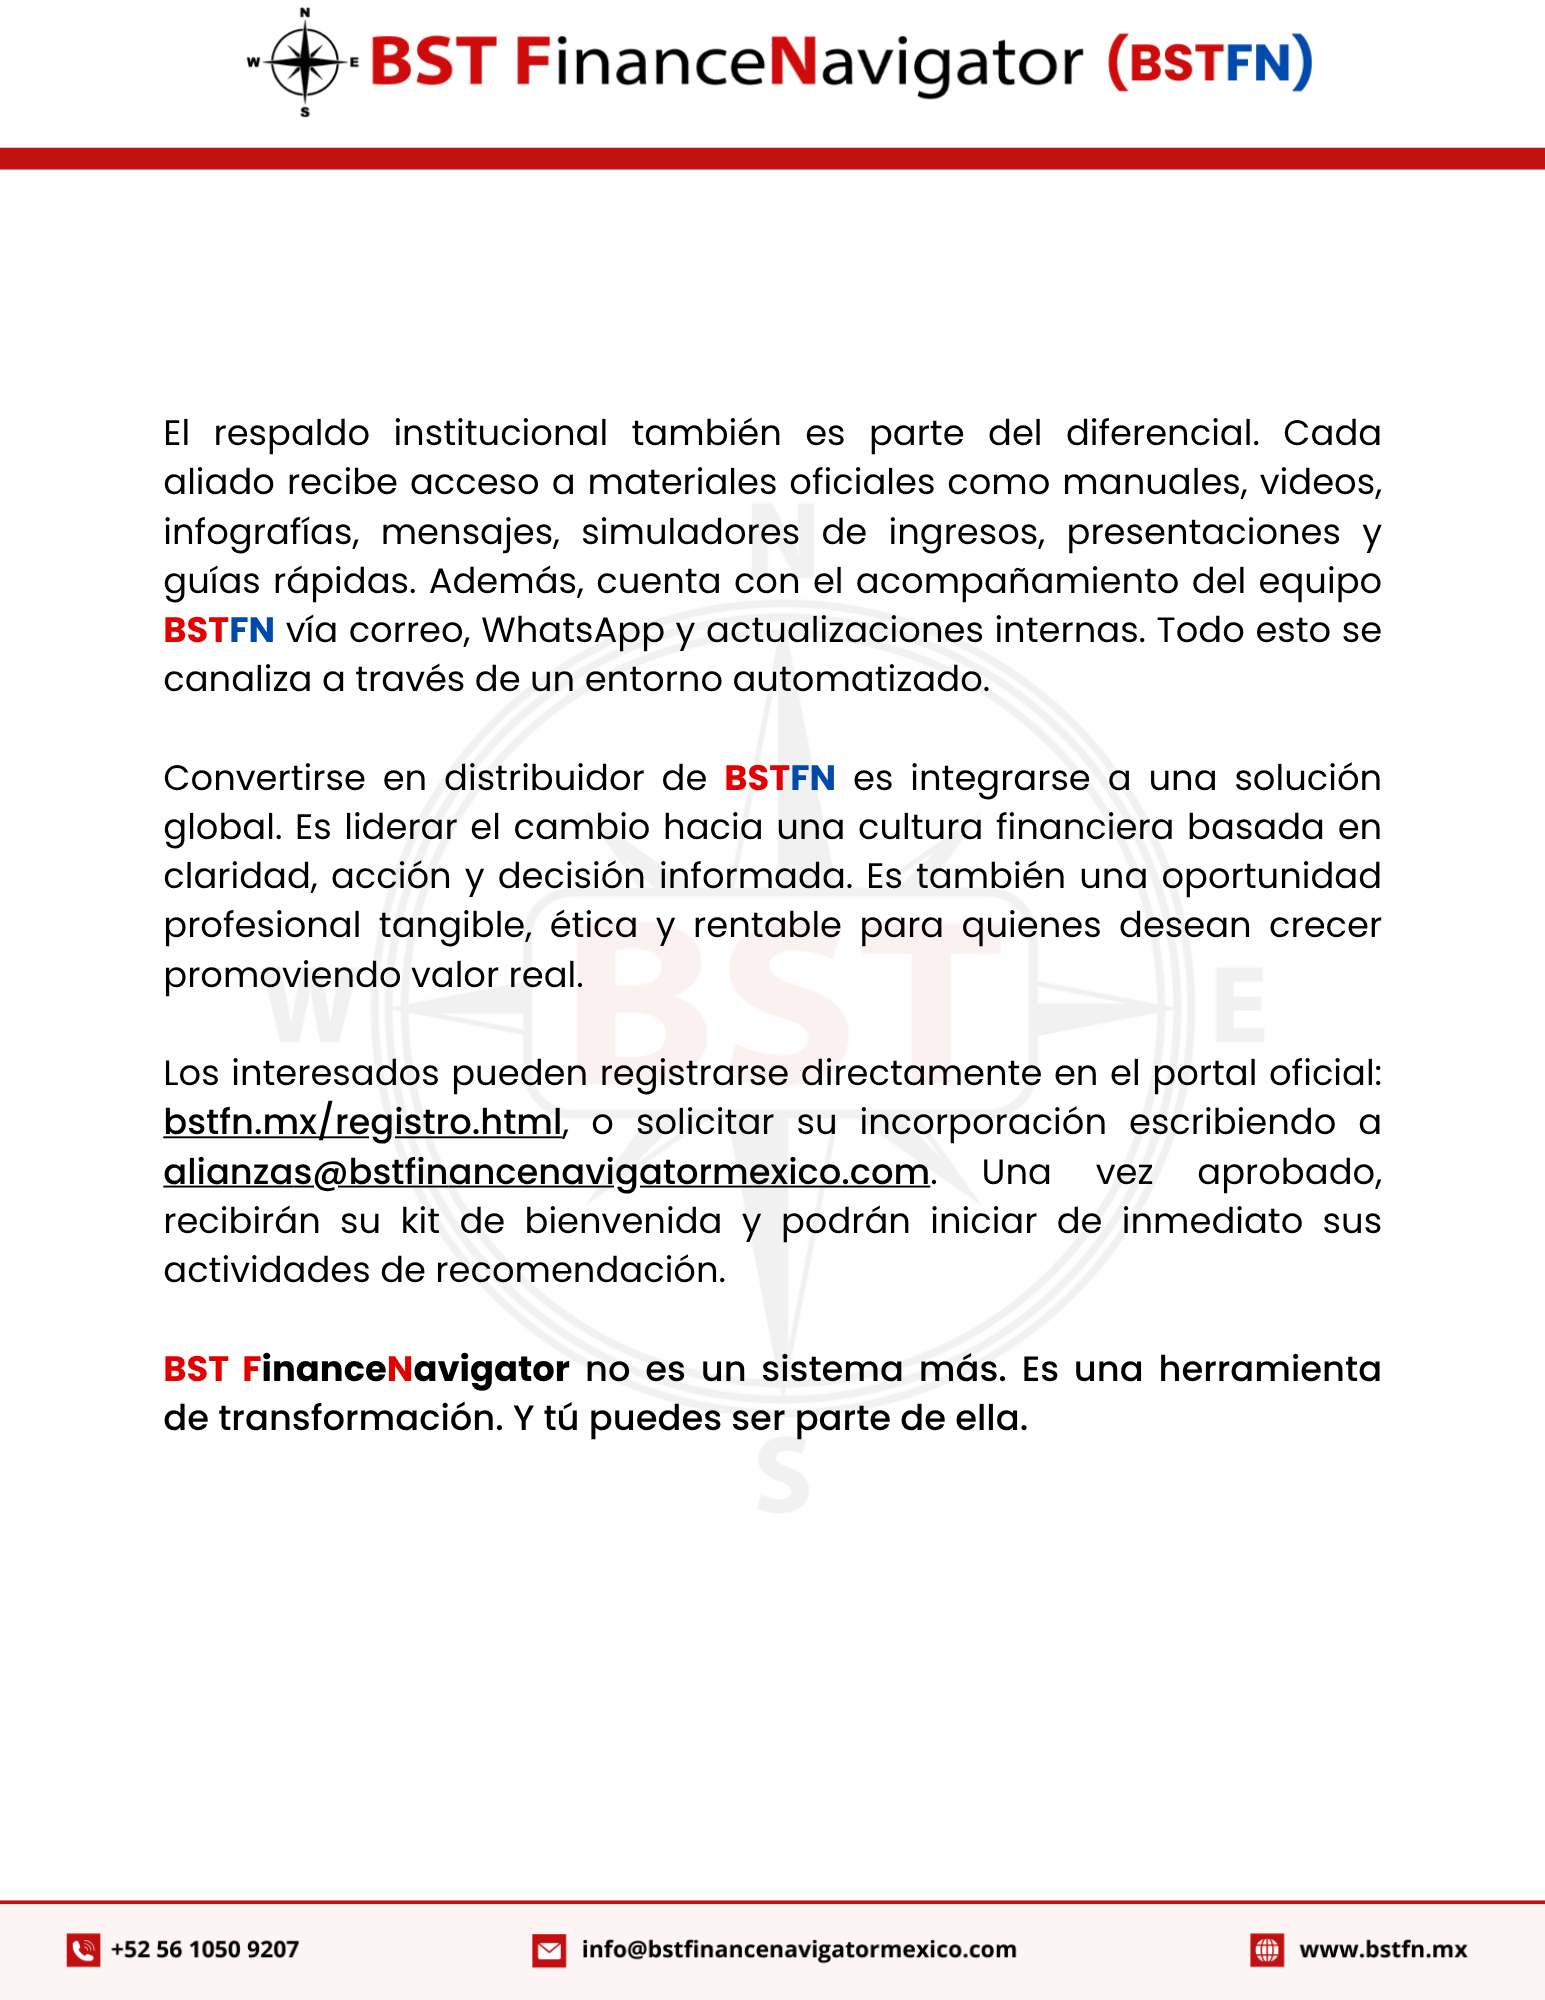 N
W E BST FinanceNavigator (BSTFN)
S
El respaldo institucional también es parte del diferencial. Cada
aliado recibe acceso a materiales oficiales como manuales, videos,
infografías, mensajes, simuladores de ingresos, presentaciones y
guías rápidas. Además, cuenta con el acompañamiento del equipo
BSTFN vía correo, WhatsApp y actualizaciones internas. Todo esto se
canaliza a través de un entorno automatizado.
Convertirse en distribuidor de BSTFN es integrarse a una solución
global. Es liderar el cambio hacia una cultura financiera basada en
claridad, acción y decisión informada. Es también una oportunidad
profesional tangible, ética y rentable para quienes desean crecer
promoviendo valor real.
Los interesados pueden registrarse directamente en el portal oficial:
bstfn.mx/registro.html, o solicitar su incorporación escribiendo a
alianzas@bstfinancenavigatormexico.com. Una vez aprobado,
recibirán su kit de bienvenida y podrán iniciar de inmediato sus
actividades de recomendación.
BST FinanceNavigator no es un sistema más. Es una herramienta
de transformación. Y tú puedes ser parte de ella.
N
W BST E
S
+52 56 1050 9207 info@bstfinancenavigatormexico.com www.bstfn.mx